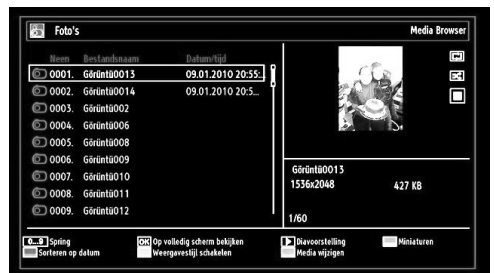 Foto's Media Browser
Neen Bestandsnaam Datum/tijd
0001. Görüntü0013 09.01.2010 20:55:..
0002. Görüntü0014 09.01.2010 20:5...
0003. Görüntü002
0004. Görüntü006
0005. Görüntü008
0006. Görüntü009
0007. Görüntü010
0008. Görüntü011
0009. Görüntü012
Görüntü0013
1536x2048 427 KB
1/60
0...9 Spring OK Op volledig scherm bekijken Diavoorstelling Miniaturen
Sorteren op datum Weergavestijl schakelen Media wijzigen